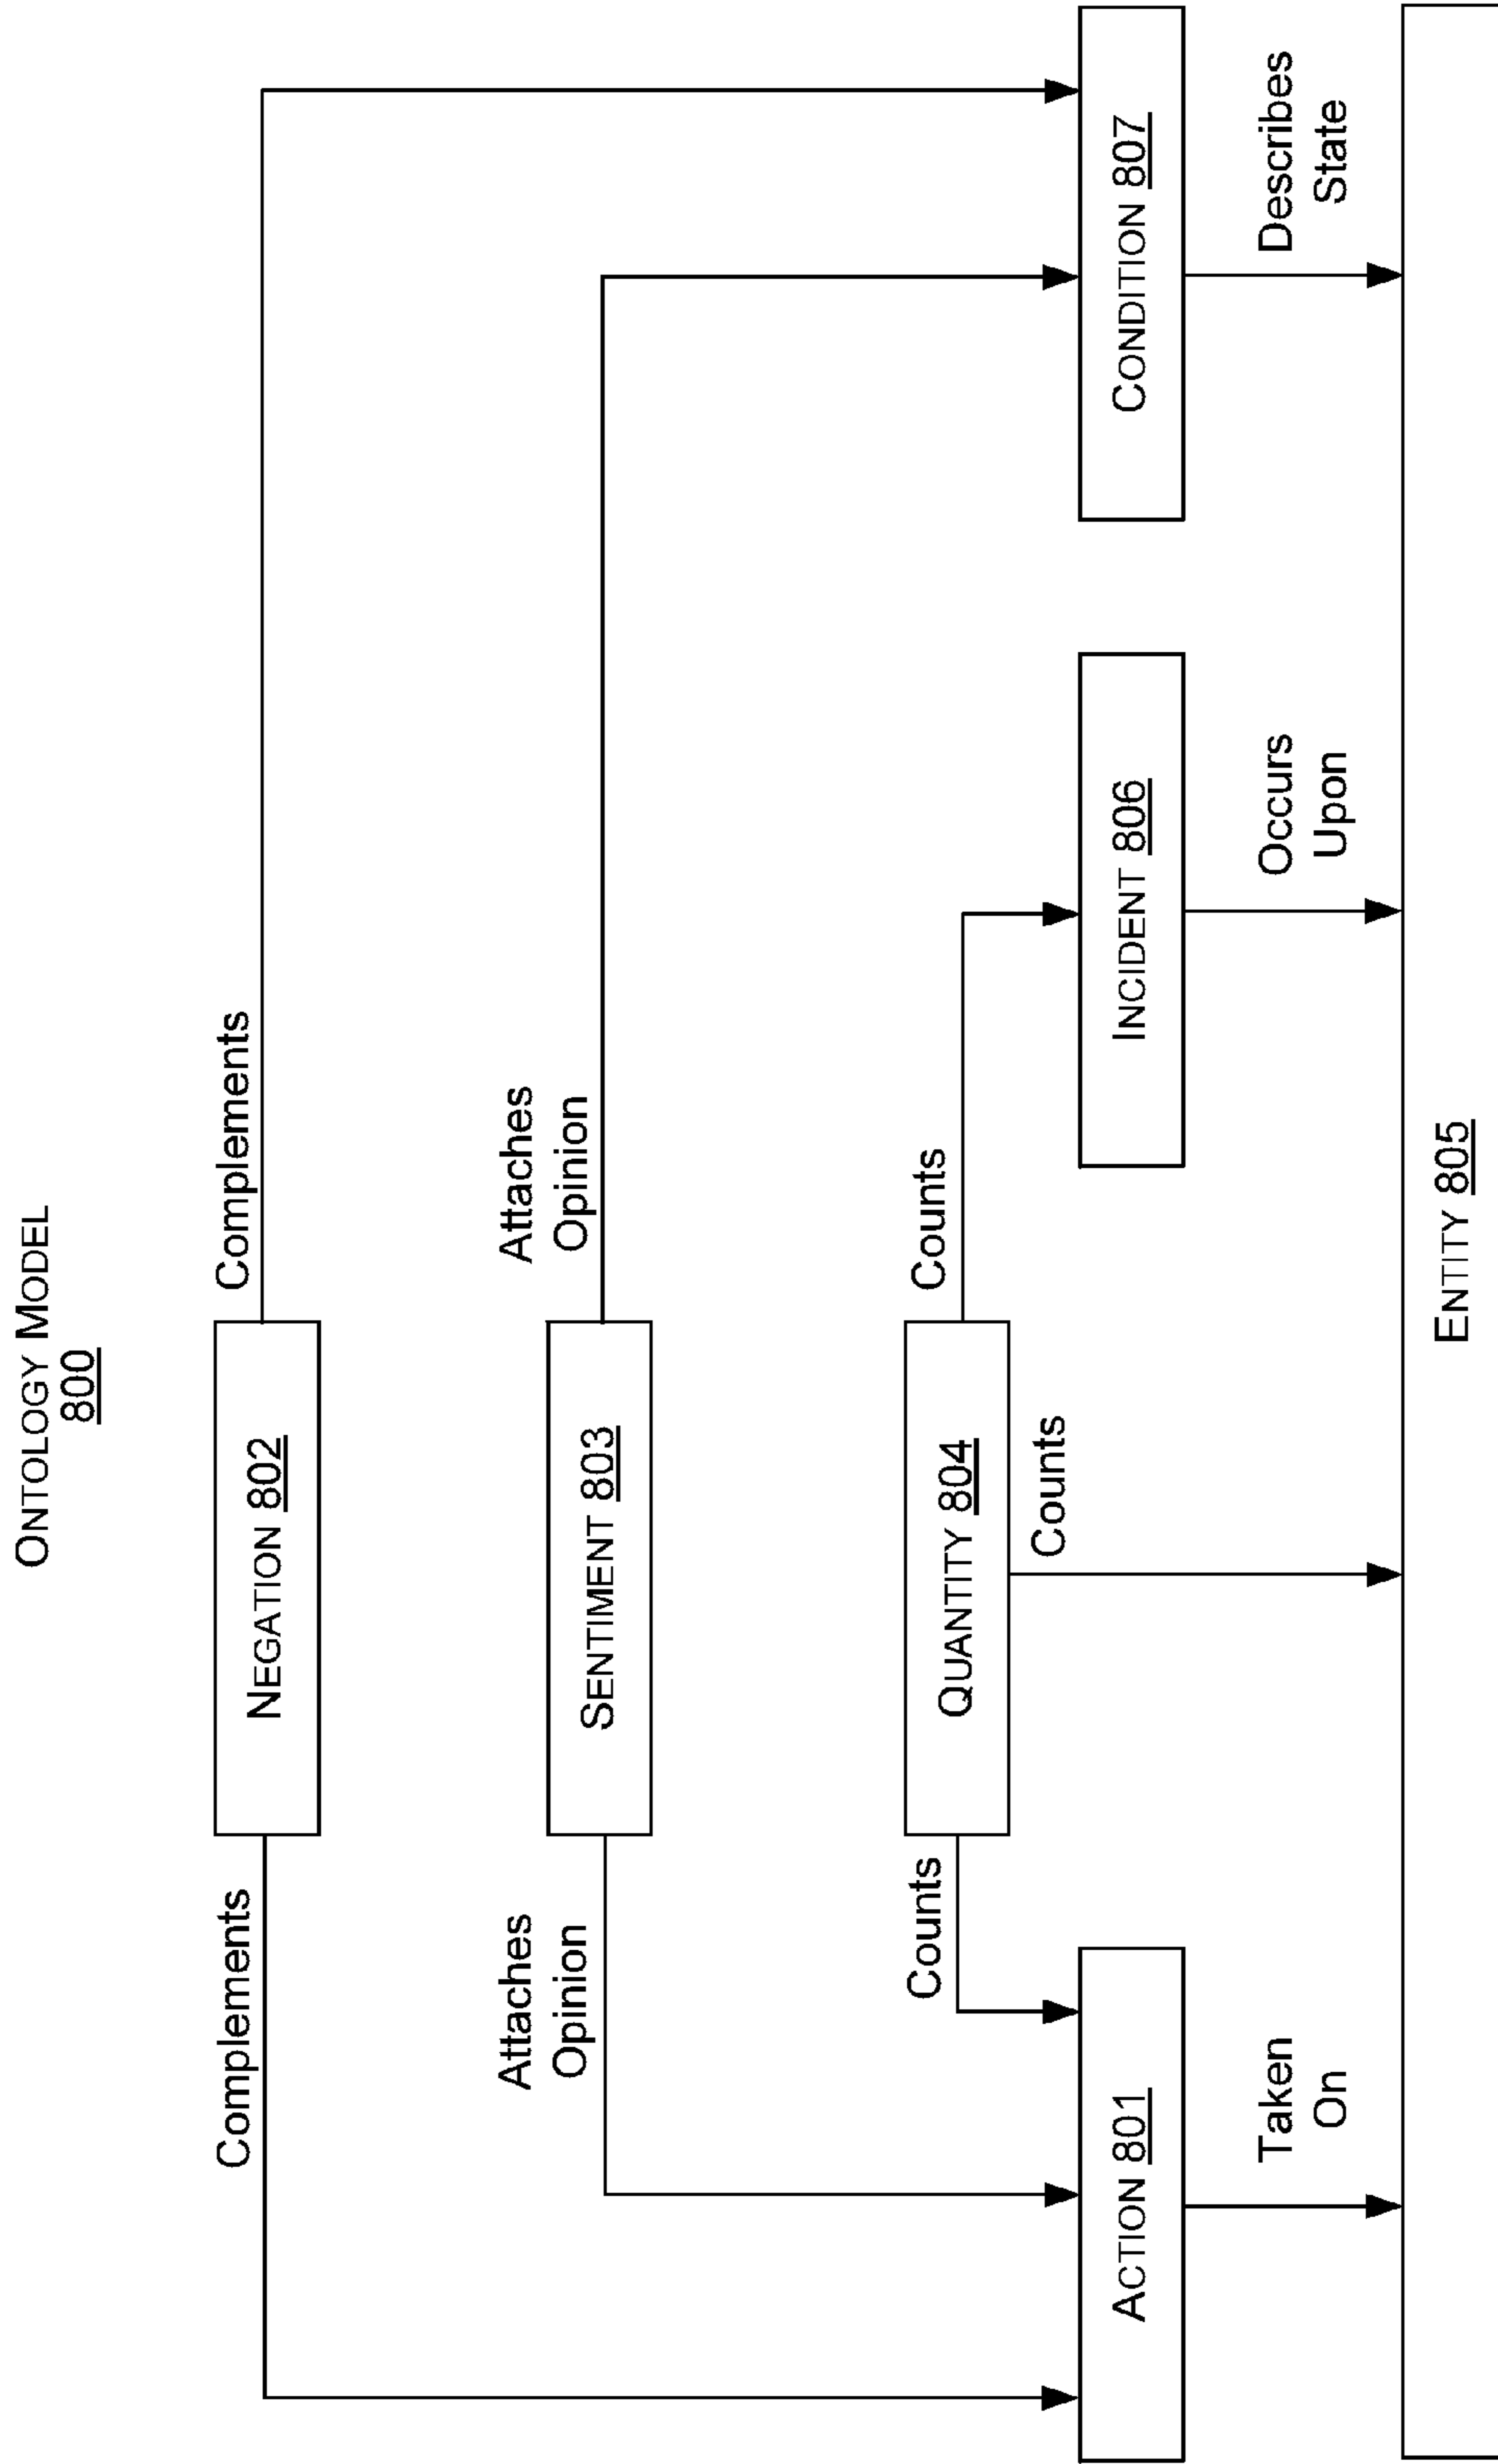 ONTOLOGY MODEL
800
Complements
NEGATION 802
Complements
Attaches
Opinion
SENTIMENT 803
Attaches
Opinion
Counts
QUANTITY 804
Counts
Counts
ACTION 801
INCIDENT 806
CONDITION 807
Taken
On
Occurs
Upon
Describes
State
ENTITY 805